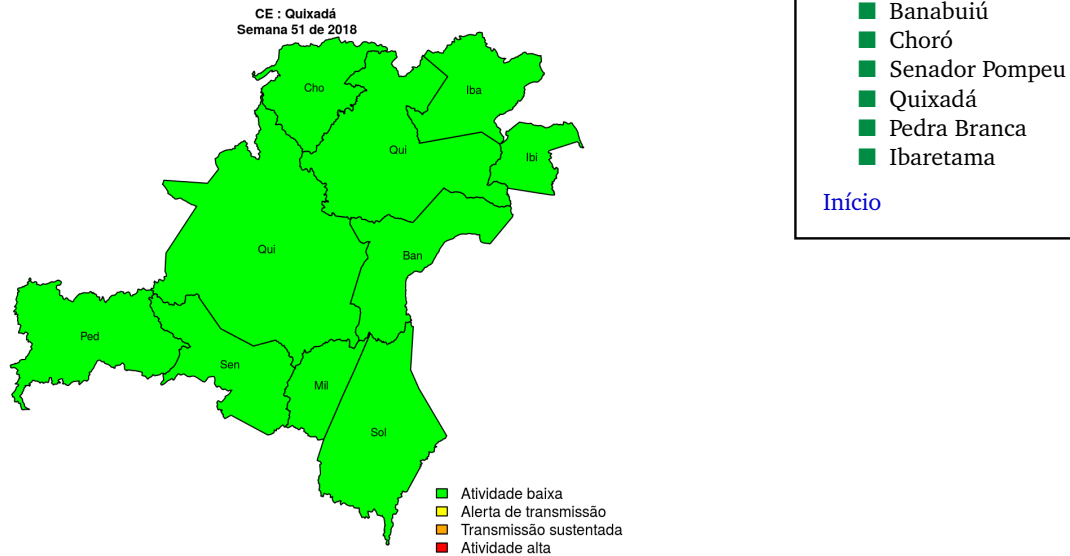 CE : Quixadá
Semana 51 de 2018
Cho
Iba
Qui
Ibi
Qui
Ban
Ped
Sen
Mil
Sol
Atividade baixa
Alerta de transmissão
Transmissão sustentada
Atividade alta
Banabuiú
Choró
Senador Pompeu
Quixadá
Pedra Branca
Ibaretama
Início